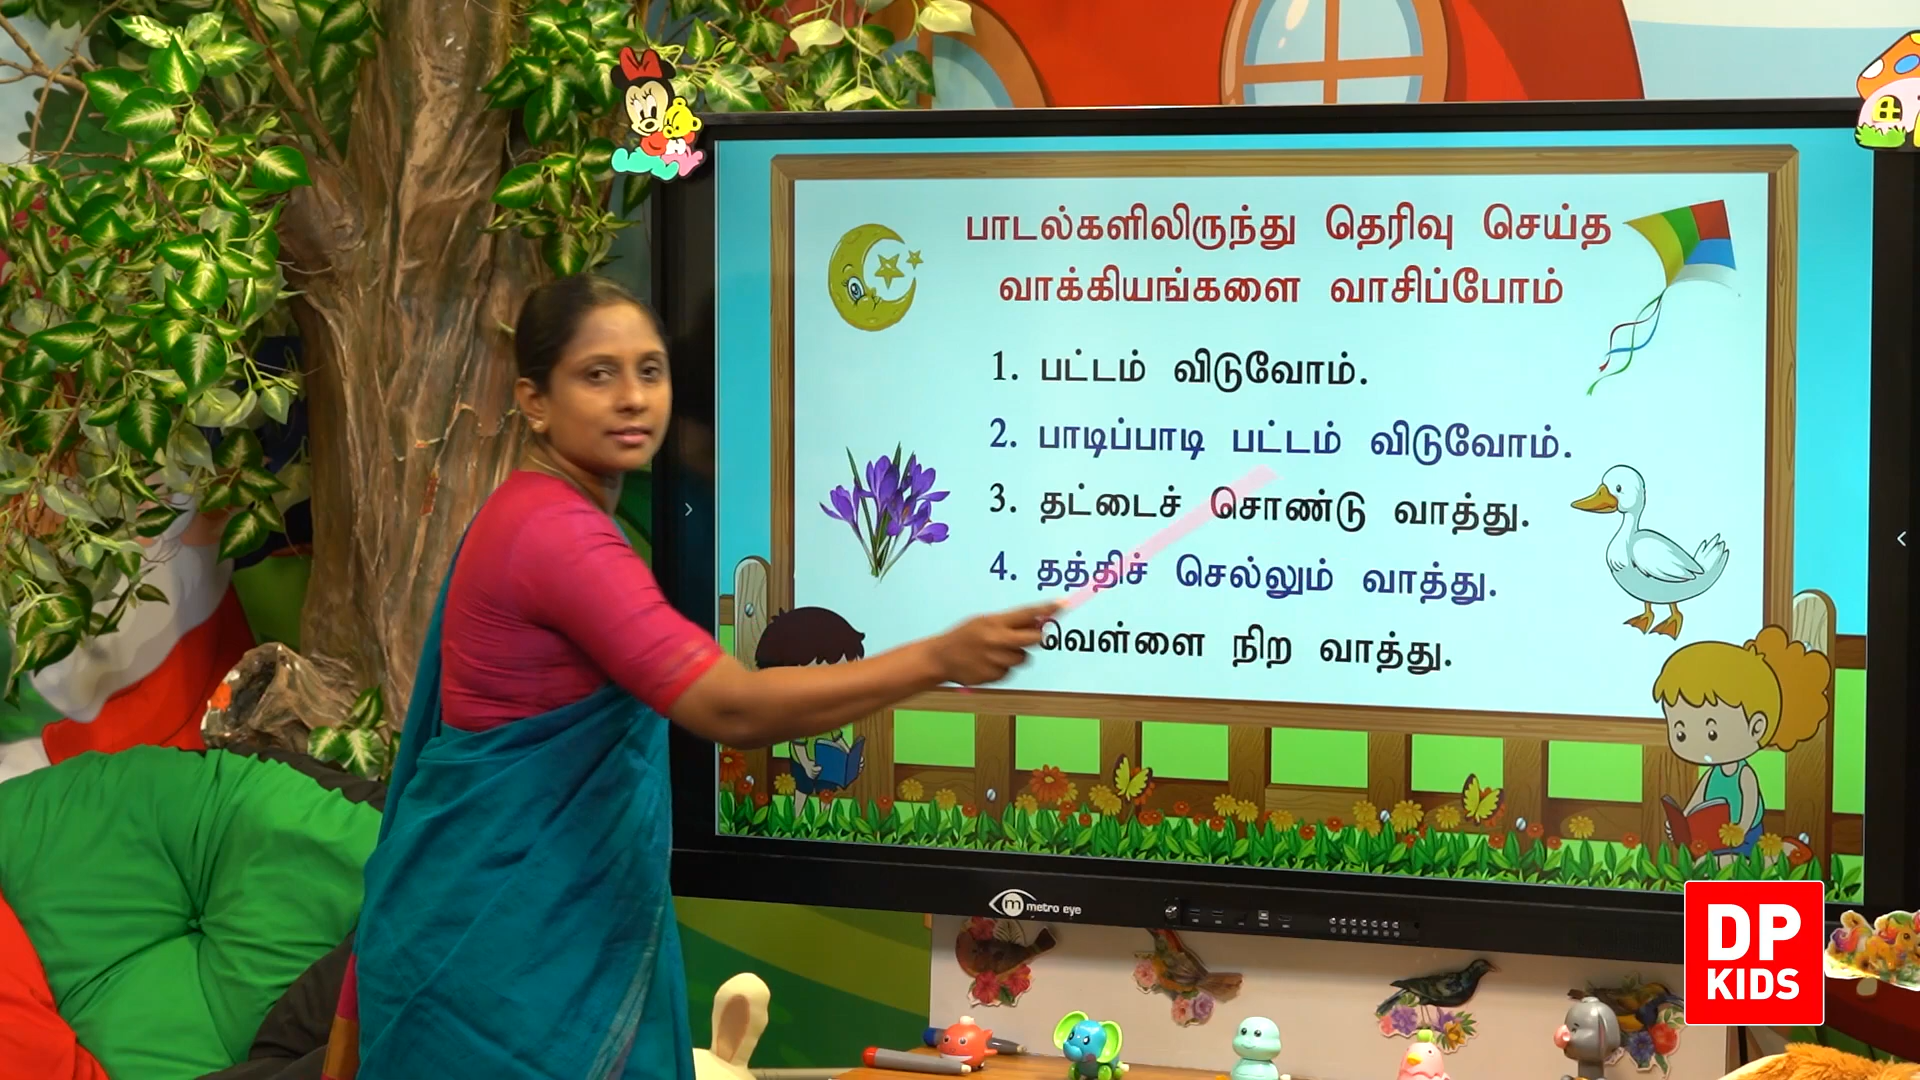 பாடல்களிலிருந்து தெரிவு செய்த
வாக்கியங்களை வாசிப்போம்
1. பட்டம் விடுவோம்.
2. பாடிப்பாடி பட்டம் விடுவோம்.
3. தட்டைச் சொண்டு வாத்து.
4. தத்திச் செல்லும் வாத்து.
வெள்ளை நிற வாத்து.
metro eye
DP
KIDS